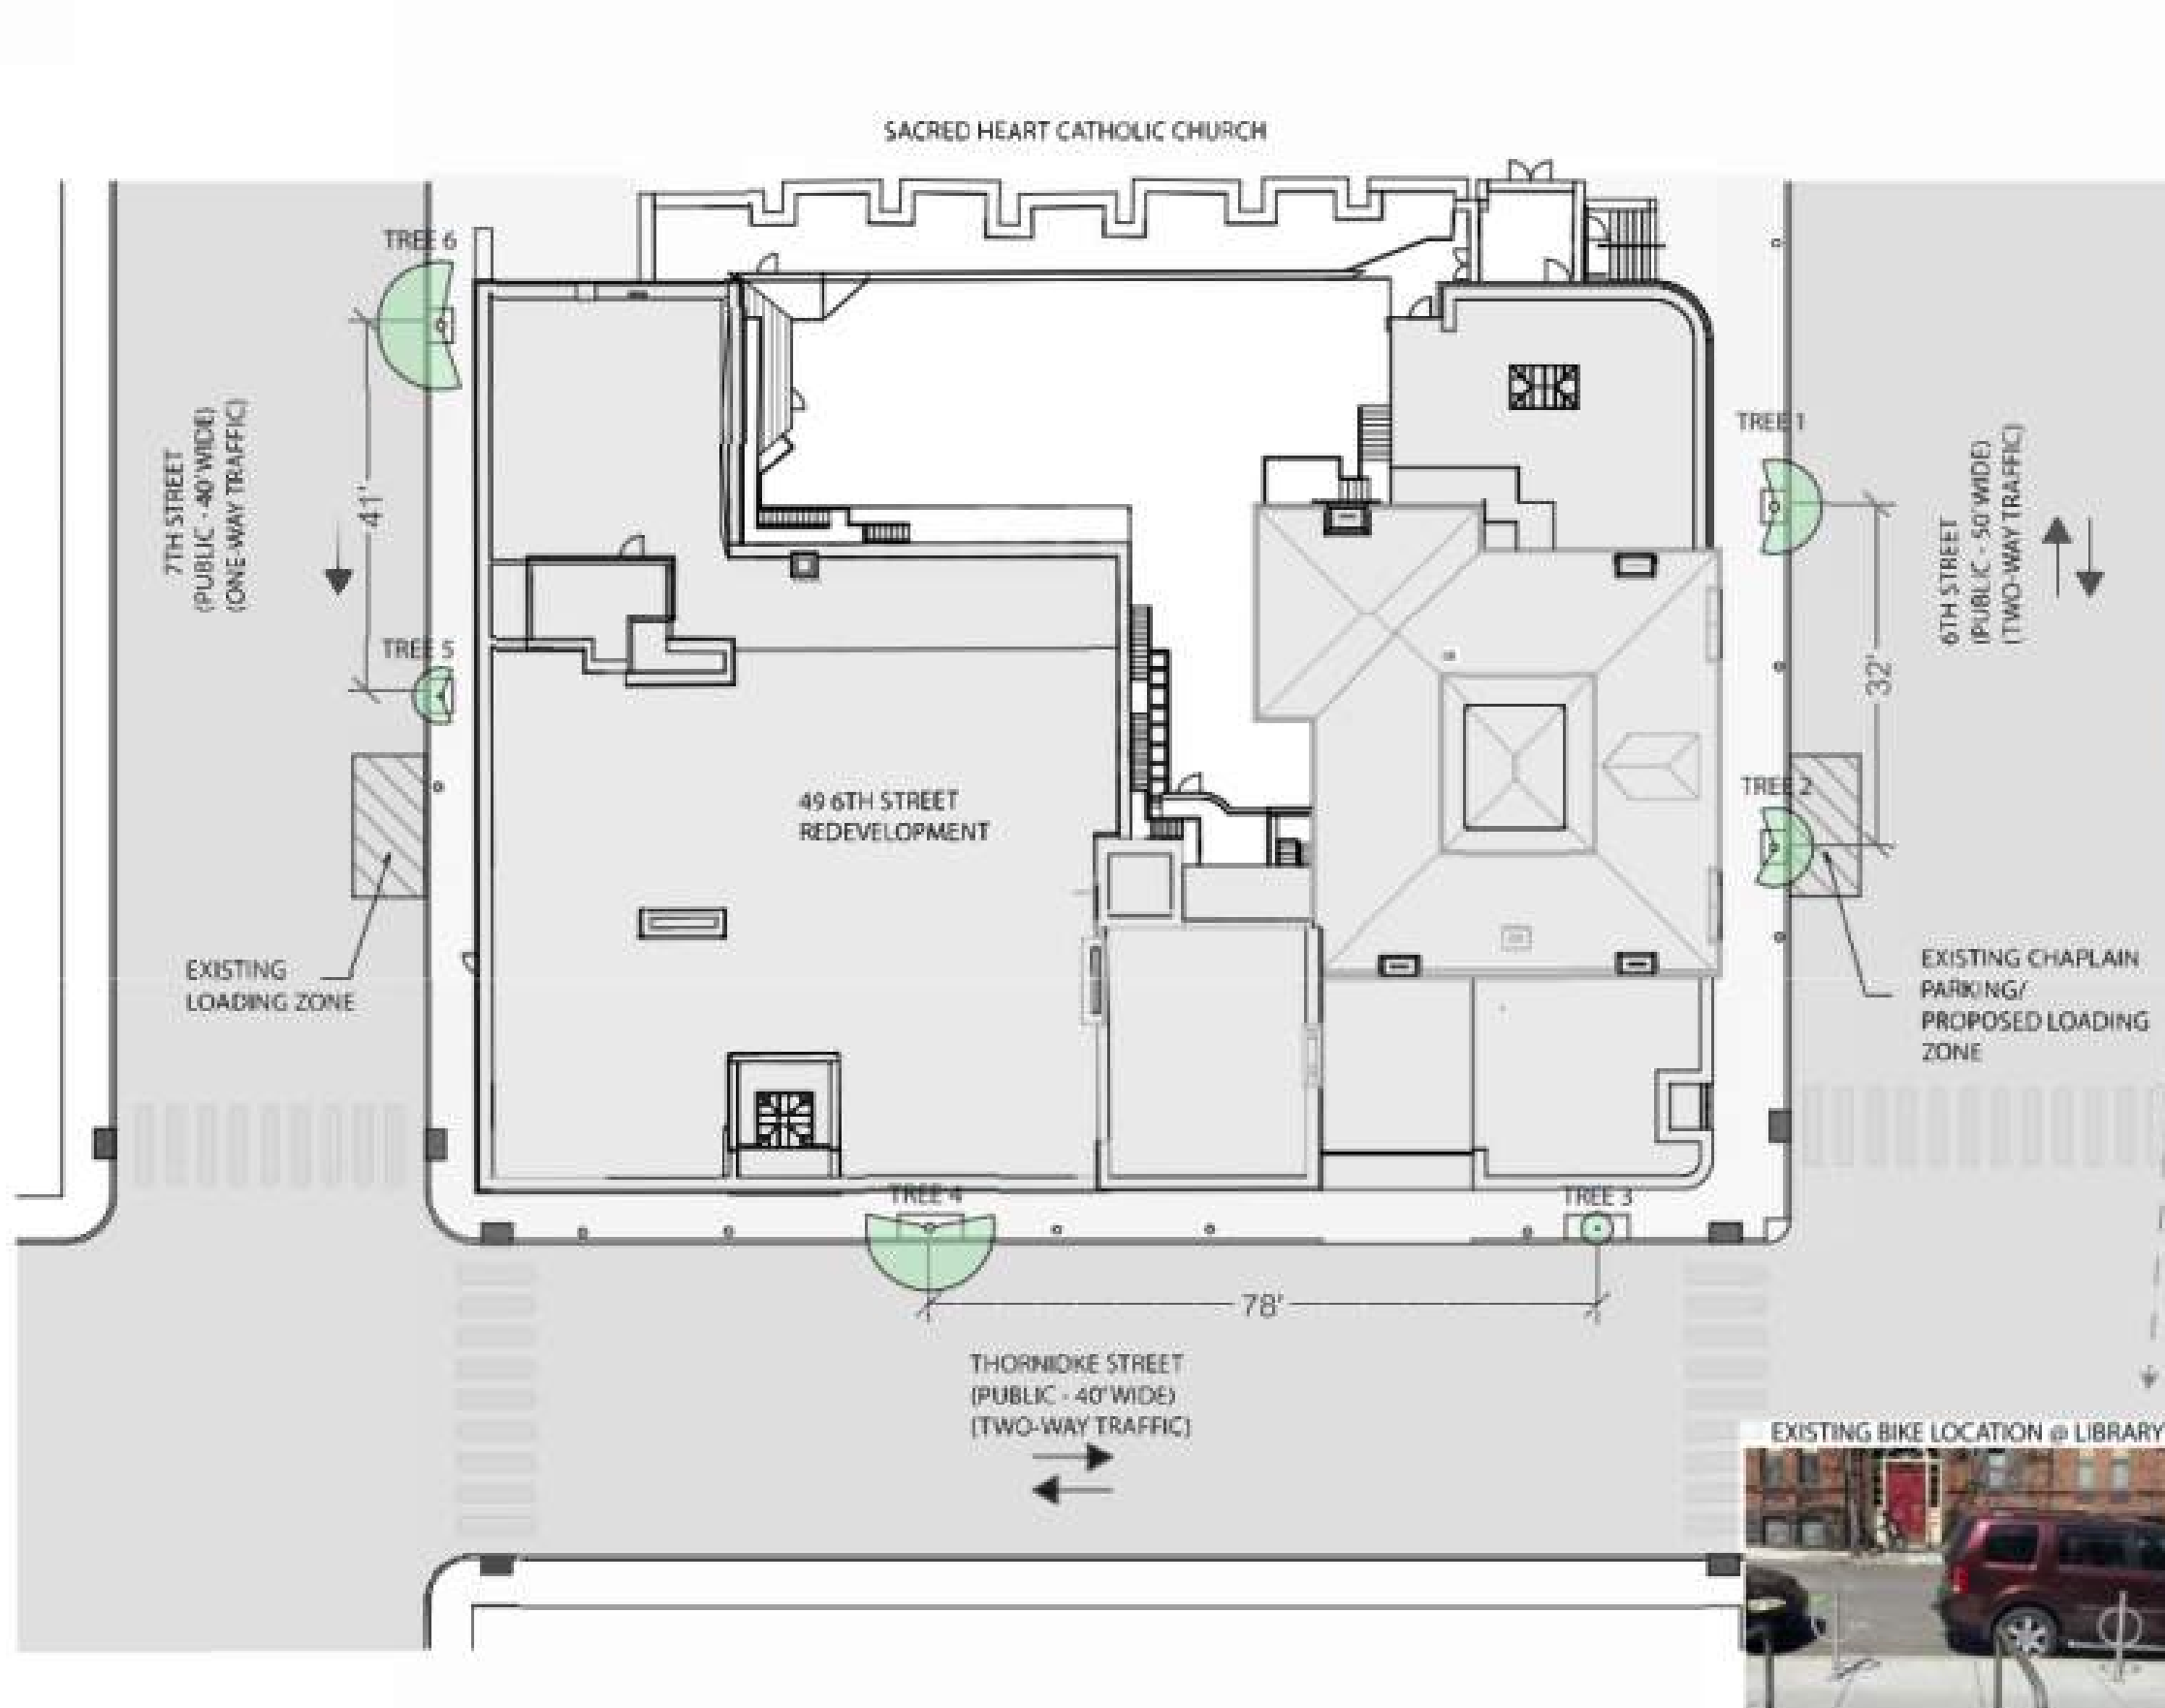 SACRED HEART CATHOLIC CHURCH
TREE 6
TREE 1
7TH STREET
(PUBLIC - 40' WIDE)
(ONE-WAY TRAFFIC)
41'
6TH STREET
(PUBLIC - 50' WIDE)
(TWO-WAY TRAFFIC)
32'
TREE 5
TREE 2
49 6TH STREET
REDEVELOPMENT
EXISTING
LOADING ZONE
EXISTING CHAPLAIN
PARKING/
PROPOSED LOADING
ZONE
TREE 4
TREE 3
78'
THORNIDKE STREET
(PUBLIC - 40' WIDE)
(TWO-WAY TRAFFIC)
EXISTING BIKE LOCATION @ LIBRARY